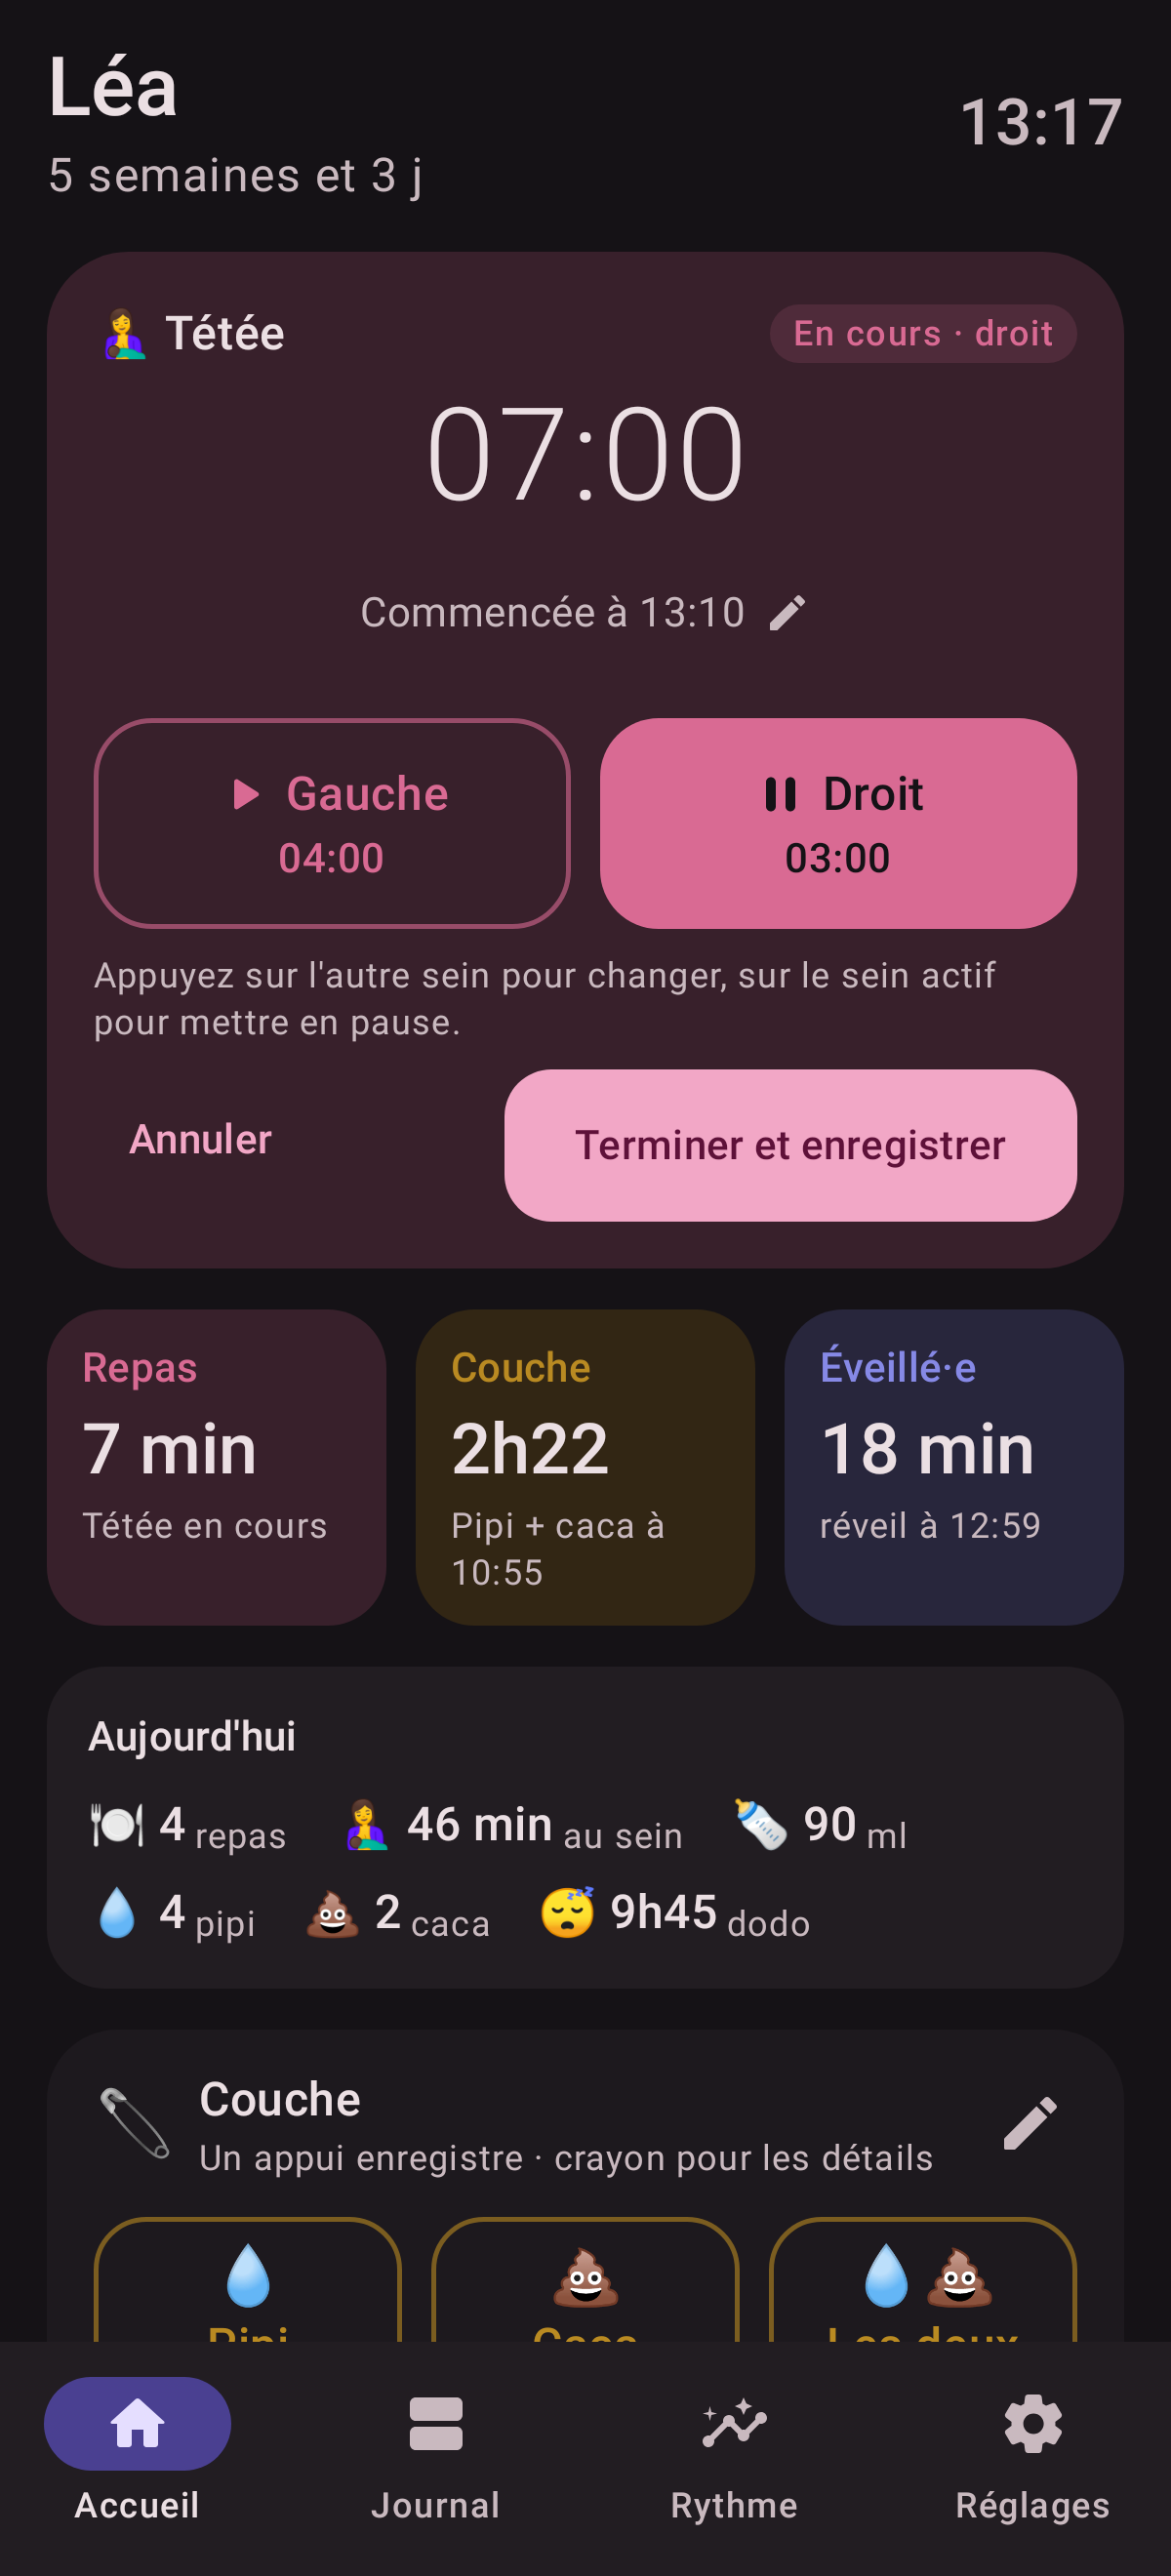 Léa
13:17
5 semaines et 3 j
Tétée
En cours · droit
07:00
Commencée à 13:10
Gauche
04:00
Droit
03:00
Appuyez sur l'autre sein pour changer, sur le sein actif
pour mettre en pause.
Annuler
Terminer et enregistrer
Repas
7 min
Tétée en cours
Couche
2h22
Pipi + caca à
10:55
Éveillé·e
18 min
réveil à 12:59
Aujourd'hui
4 repas 46 min au sein 90 ml
4 pipi 2 caca 9h45 dodo
Couche
Un appui enregistre · crayon pour les détails
Pipi Caca Les deux
Accueil Journal Rythme Réglages